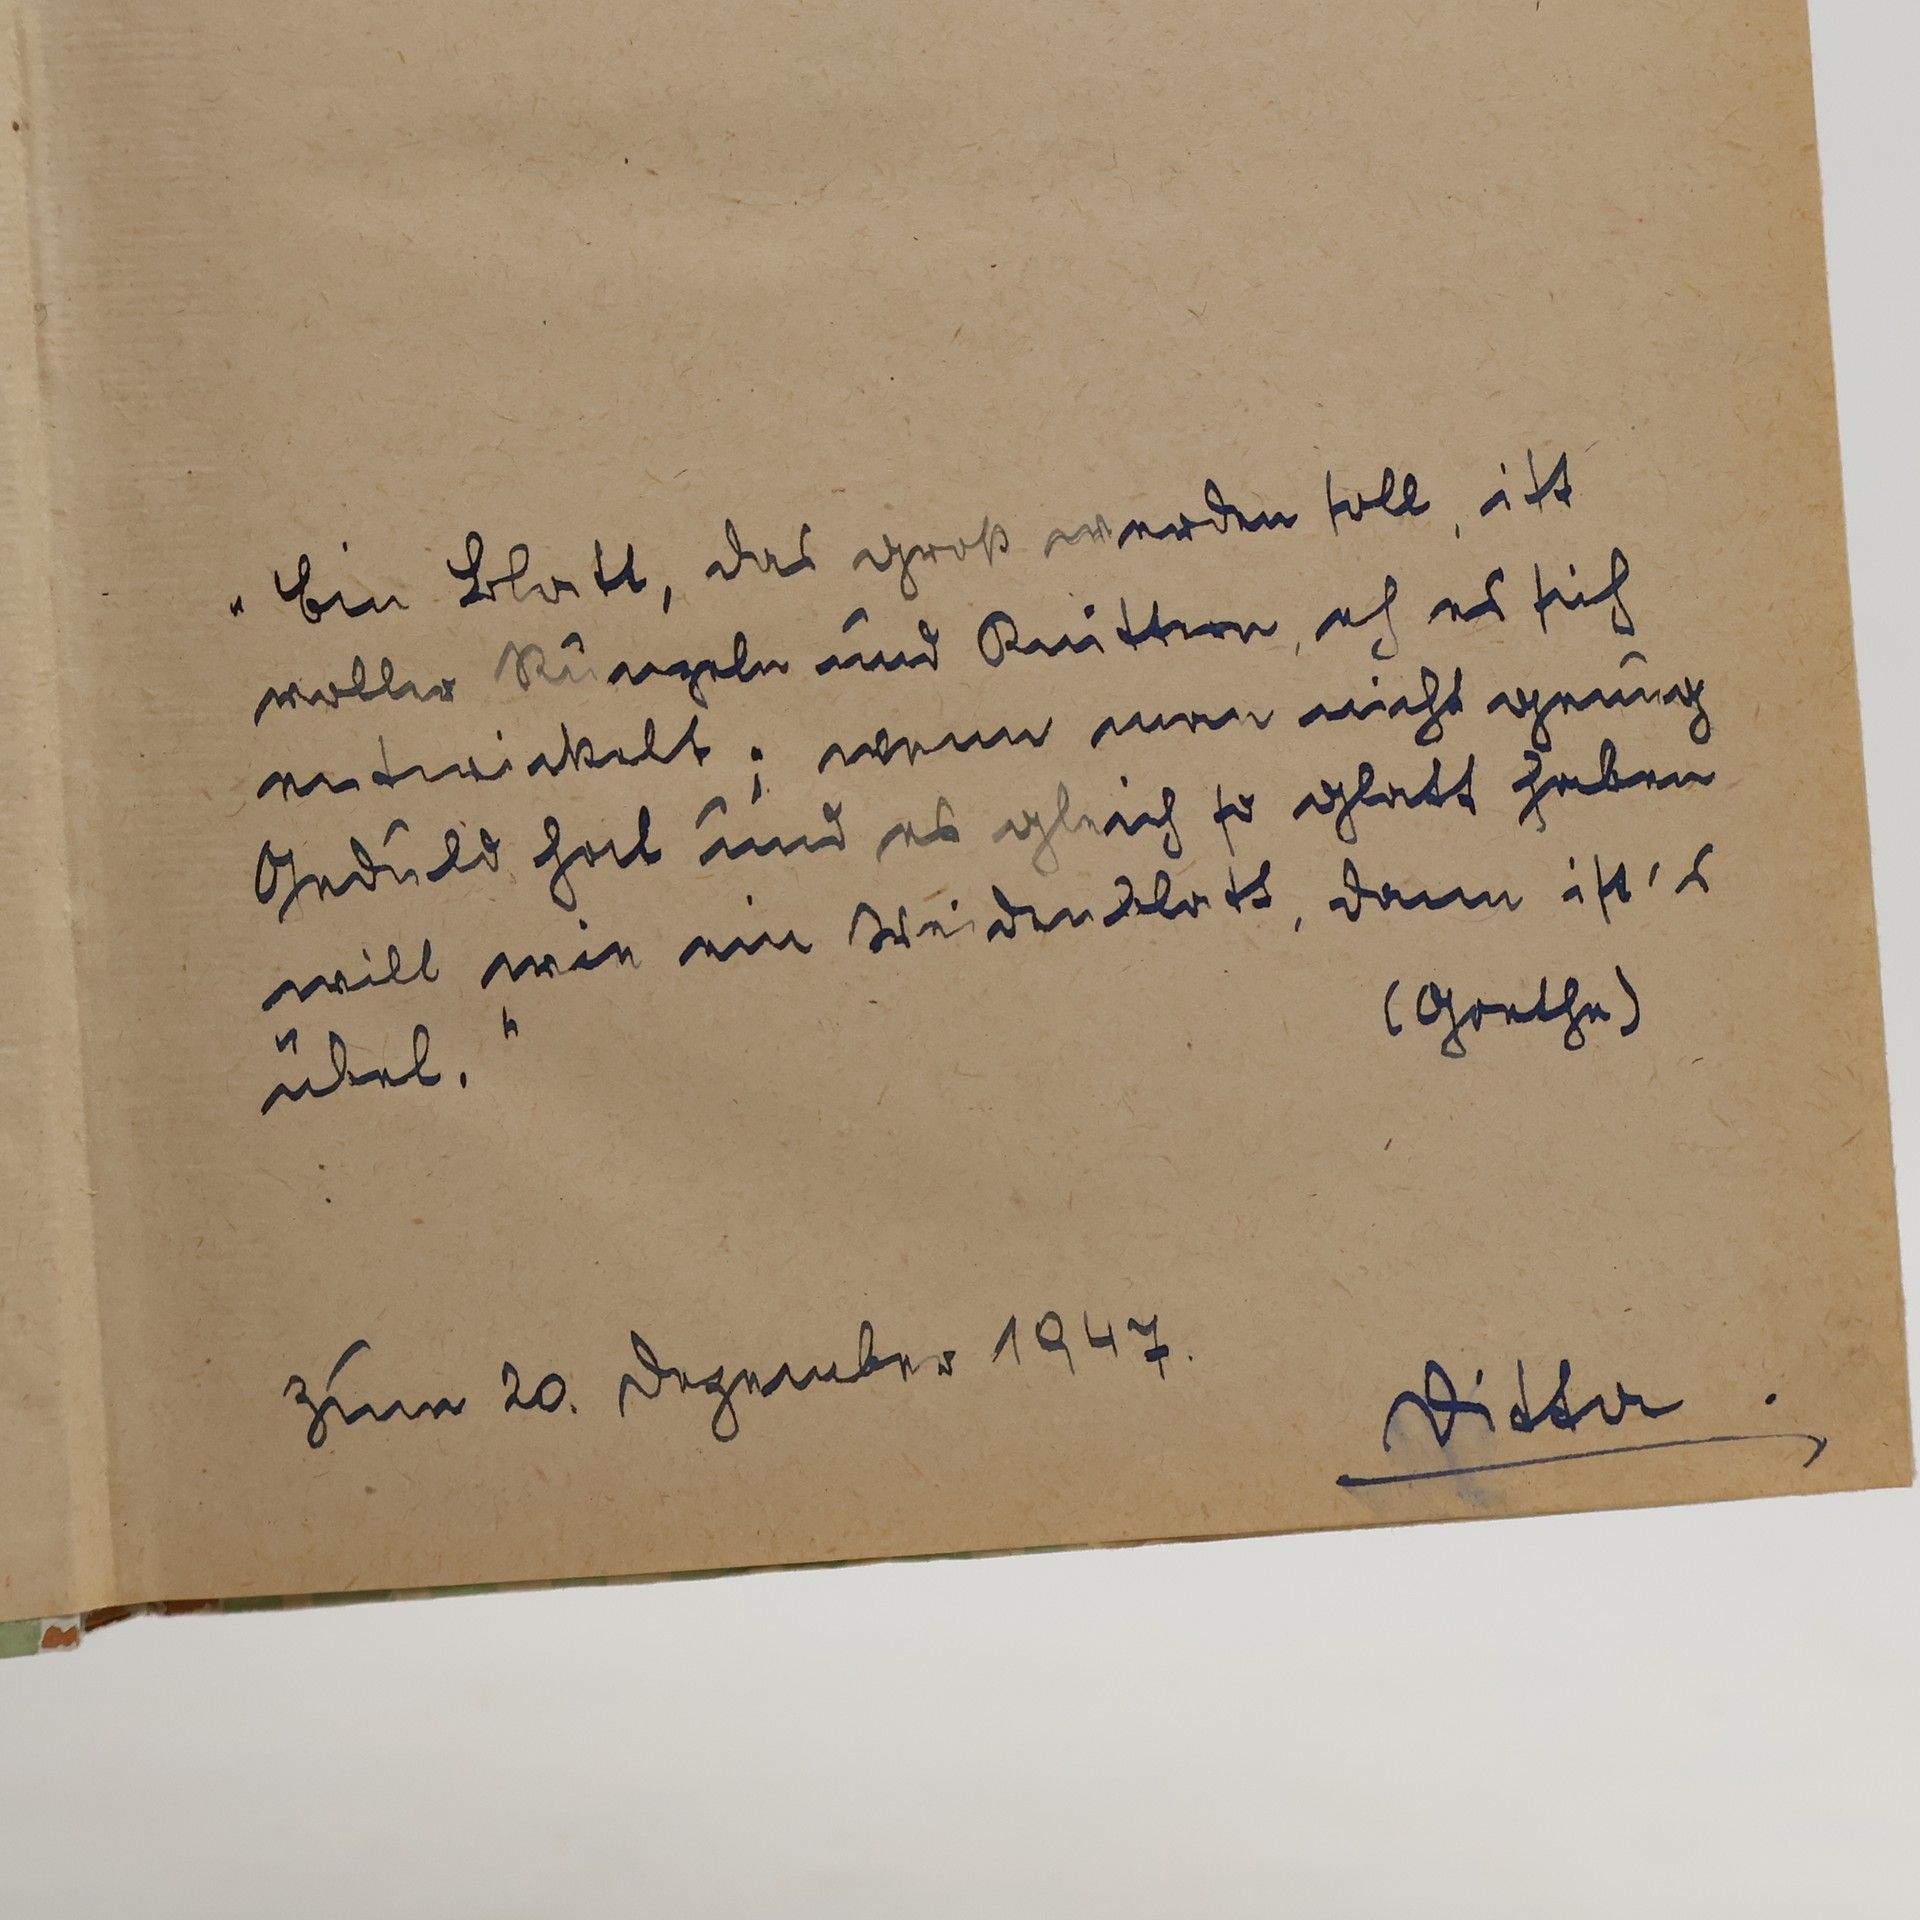 „Ein Blatt, das groß werden soll, ist
voller Runzeln und Knittern, eh es sich
entwickelt; wenn man nicht genug
Geduld hat und es gleich so glatt haben
will wie ein Weidenblatt, dann ist's
übel."
(Goethe)
Zum 20. Dezember 1947.
Ditter.